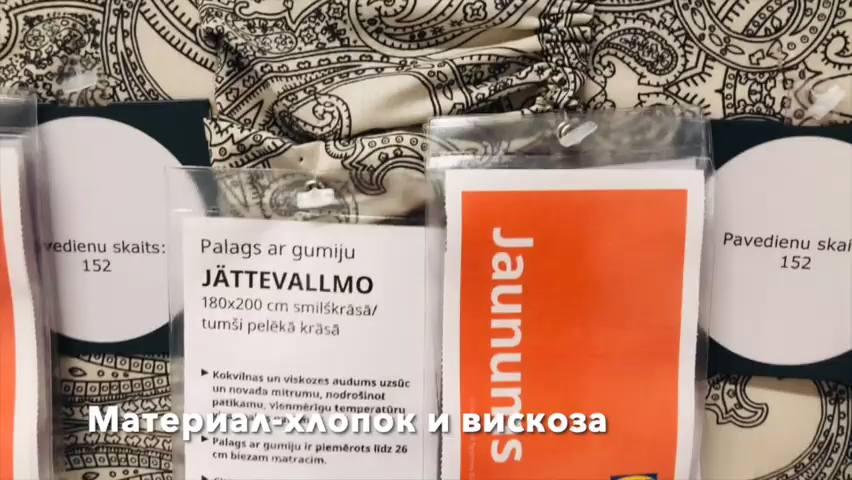 vedienu skaits:
152
Palags ar gumiju
JÄTTEVALLMO
180x200 cm smilškrāsā/
tumši pelēkā krāsā
Kokvilnas un viskozes audums uzsūc
un novada mitrumu, nodrošinot
patīkamu, vienmērīgu temperatūru
Palags ar gumiju ir piemērots līdz 26
cm biezam matracim.
Jaunums
Pavedienu skai
152
Материал-хлопок и вискоза